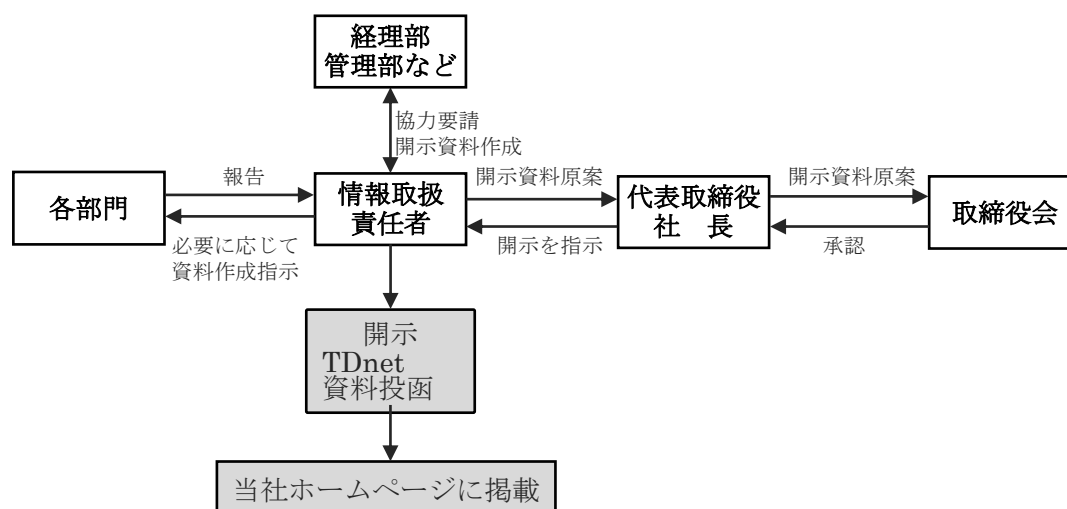 経理部
管理部など
協力要請
開示資料作成
各部門
報告
必要に応じて
資料作成指示
情報取扱
責任者
開示資料原案
開示を指示
代表取締役
社　長
開示資料原案
承認
取締役会
開示
TDnet
資料投函
当社ホームページに掲載